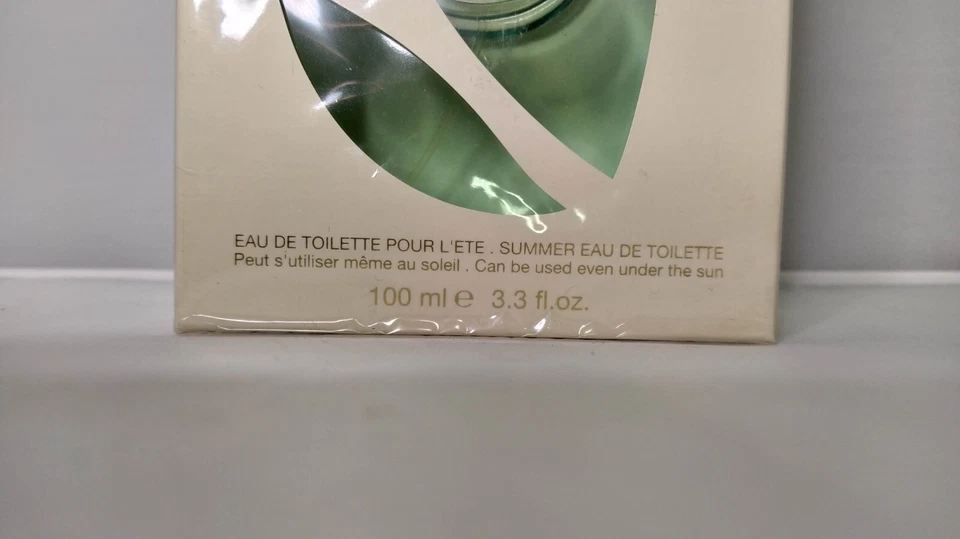 EAU DE TOILETTE POUR L'ETE . SUMMER EAU DE TOILETTE
Peut s'utiliser même au soleil . Can be used even under the sun
100 ml ℮ 3.3 fl.oz.